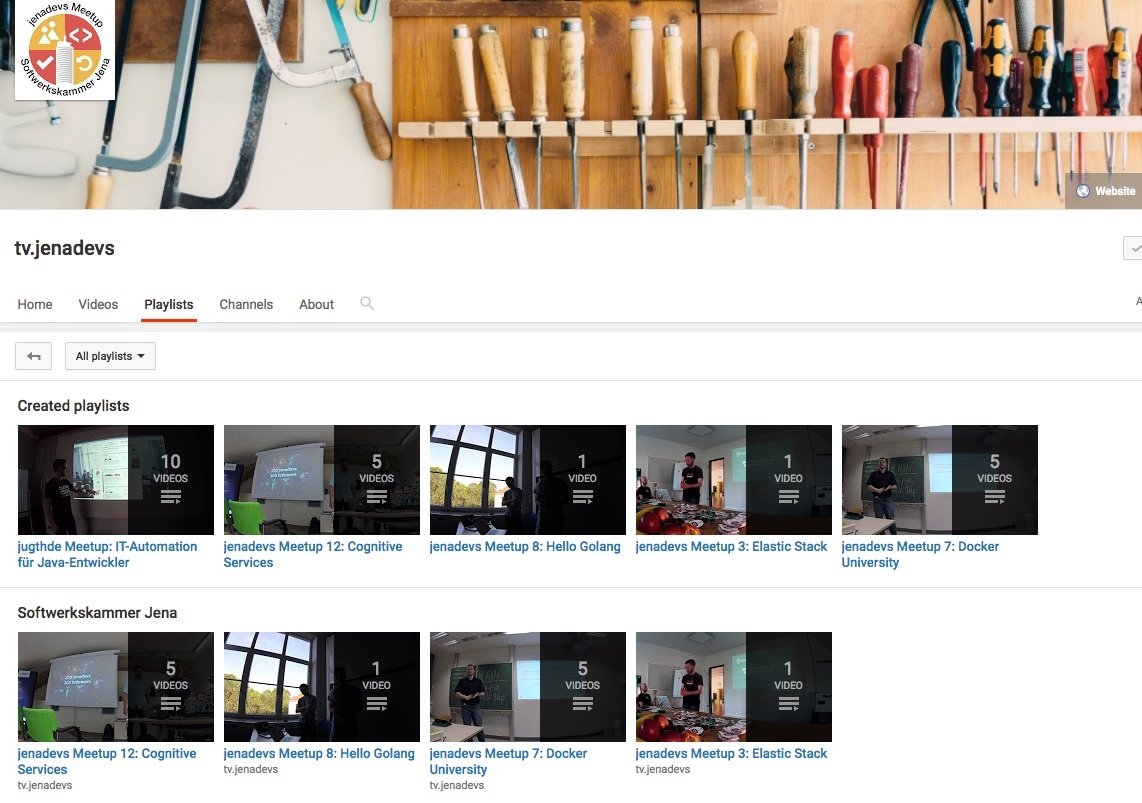 jenadevs Meetup
<>
Softwerkskammer Jena
Website
tv.jenadevs
Home Videos Playlists Channels About
A
All playlists
Created playlists
10 VIDEOS
5 VIDEOS
1 VIDEO
1 VIDEO
5 VIDEOS
jugthde Meetup: IT-Automation
für Java-Entwickler
jenadevs Meetup 12: Cognitive
Services
jenadevs Meetup 8: Hello Golang
jenadevs Meetup 3: Elastic Stack
jenadevs Meetup 7: Docker
University
Softwerkskammer Jena
5 VIDEOS
1 VIDEO
5 VIDEOS
1 VIDEO
jenadevs Meetup 12: Cognitive
Services
tv.jenadevs
jenadevs Meetup 8: Hello Golang
tv.jenadevs
jenadevs Meetup 7: Docker
University
tv.jenadevs
jenadevs Meetup 3: Elastic Stack
tv.jenadevs